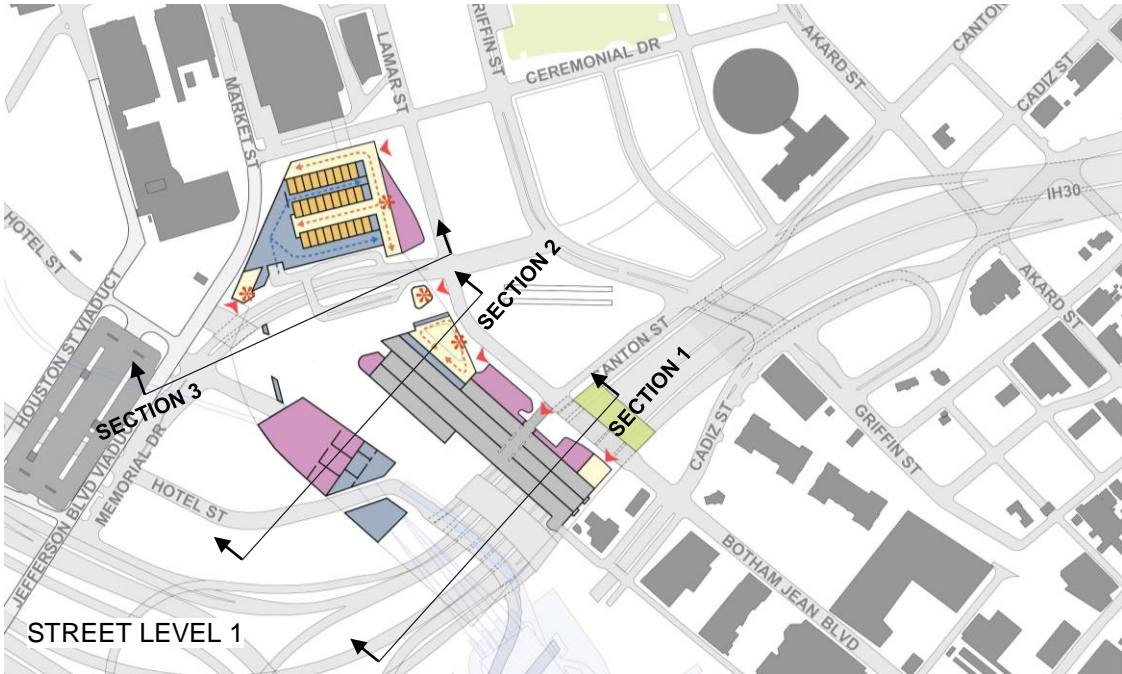 GRIFFIN ST
AKARD ST
CANTON
CADIZ ST
LAMAR ST
CEREMONIAL DR
MARKET ST
IH30
HOTEL ST
SECTION 2
AKARD ST
HOUSTON ST VIADUCT
CANTON ST
SECTION 1
SECTION 3
CADIZ ST
GRIFFIN ST
JEFFERSON BLVD VIADUCT
MEMORIAL DR
HOTEL ST
BOTHAM JEAN BLVD
STREET LEVEL 1